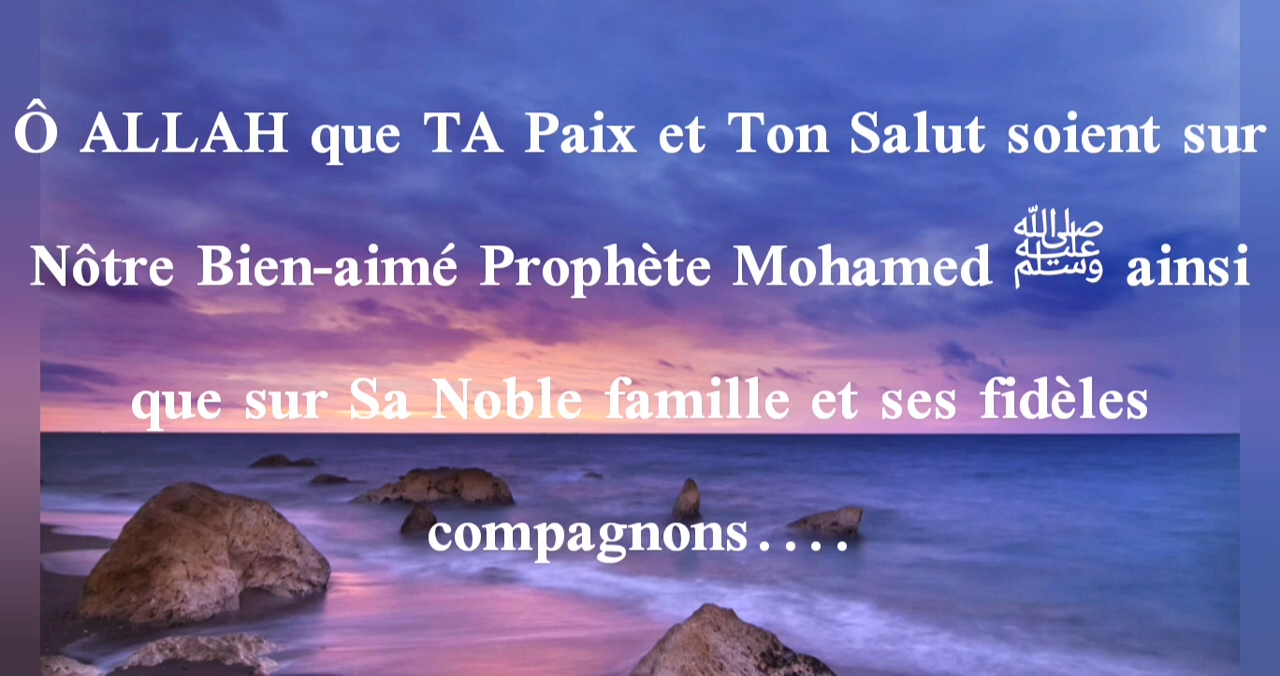 Ô ALLAH que TA Paix et Ton Salut soient sur
Nôtre Bien-aimé Prophète Mohamed ﷺ ainsi
que sur Sa Noble famille et ses fidèles
compagnons....